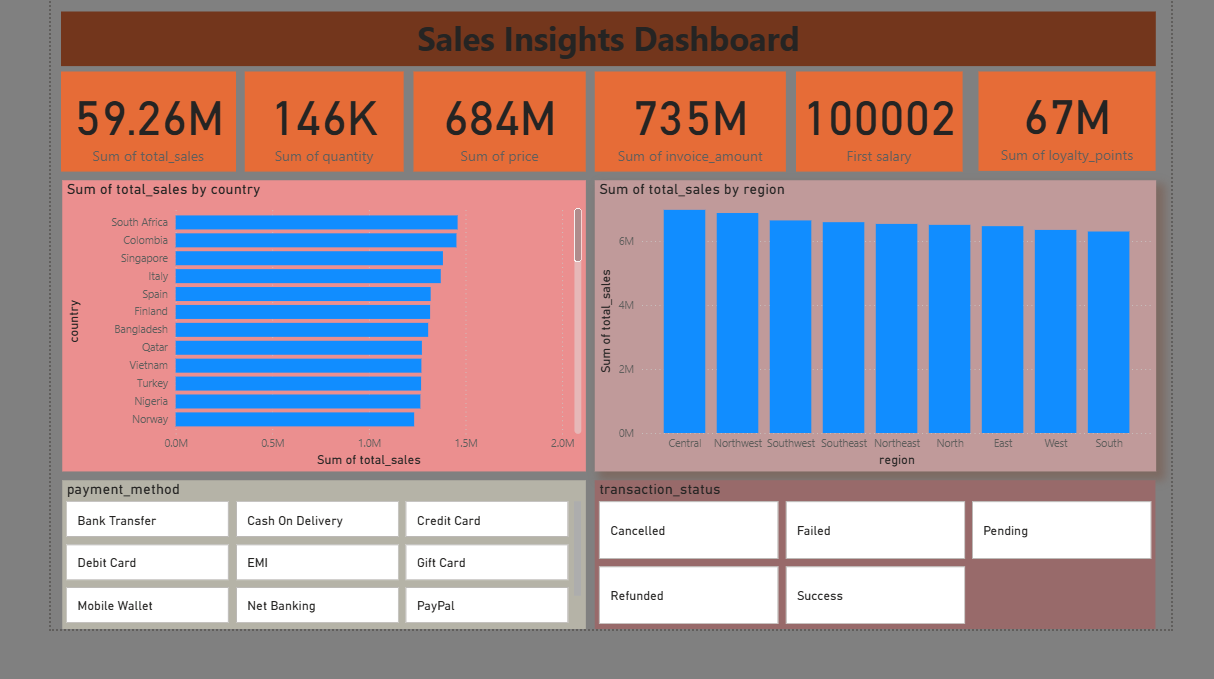 Sales Insights Dashboard
59.26M
Sum of total_sales
146K
Sum of quantity
684M
Sum of price
735M
Sum of invoice_amount
100002
First salary
67M
Sum of loyalty_points
Sum of total_sales by country
country
South Africa
Colombia
Singapore
Italy
Spain
Finland
Bangladesh
Qatar
Vietnam
Turkey
Nigeria
Norway
0.0M 0.5M 1.0M 1.5M 2.0M
Sum of total_sales
Sum of total_sales by region
Sum of total_sales
6M
4M
2M
0M
Central Northwest Southwest Southeast Northeast North East West South
region
payment_method
Bank Transfer Cash On Delivery Credit Card
Debit Card EMI Gift Card
Mobile Wallet Net Banking PayPal
transaction_status
Cancelled Failed Pending
Refunded Success